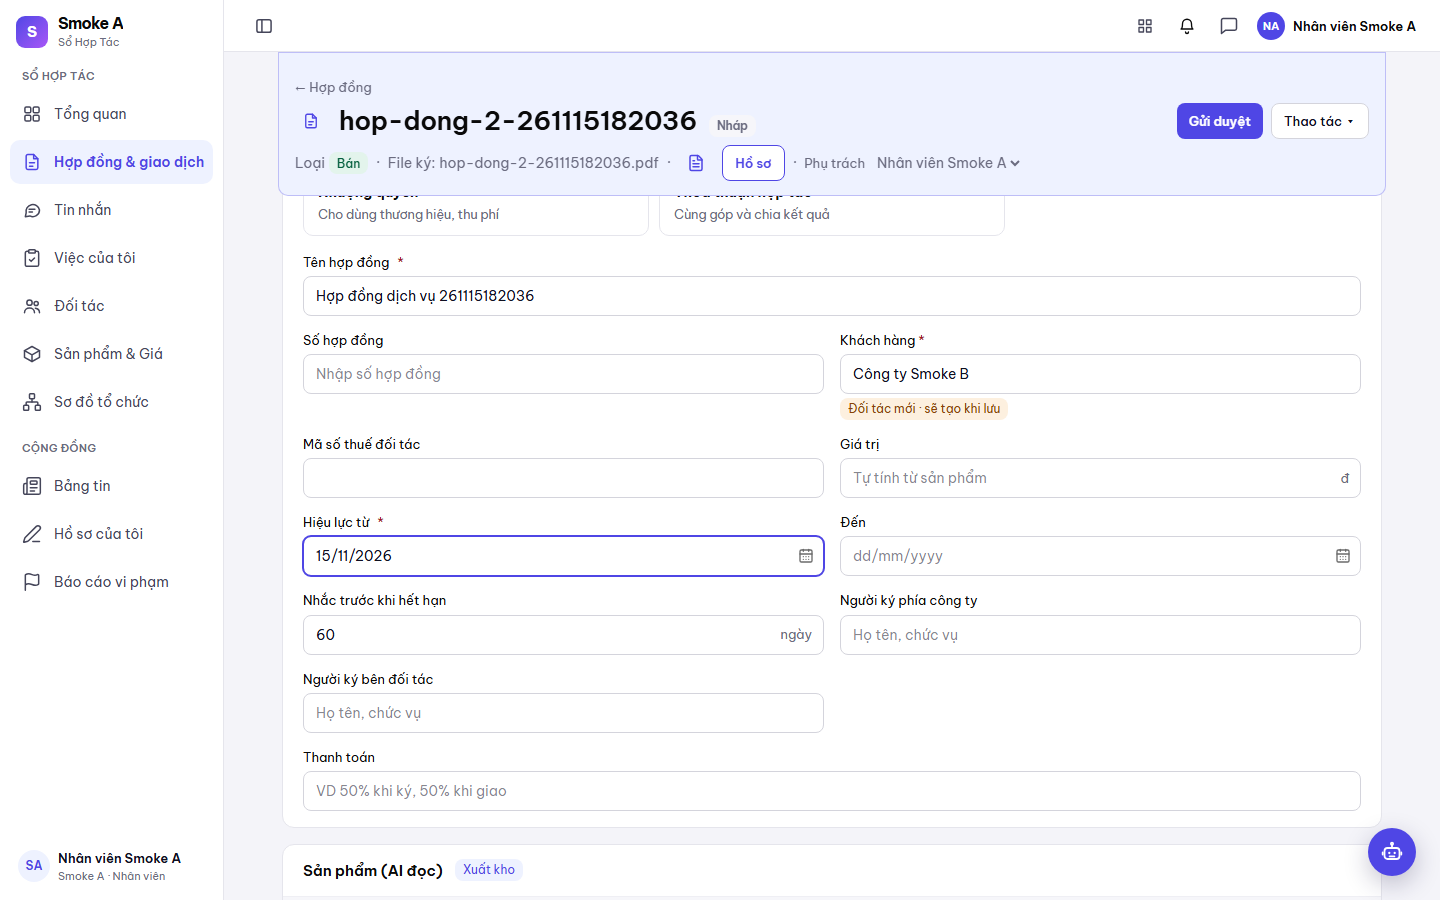 Smoke A
Sổ Hợp Tác
SỔ HỢP TÁC
Tổng quan
Hợp đồng & giao dịch
Tin nhắn
Việc của tôi
Đối tác
Sản phẩm & Giá
Sơ đồ tổ chức
CỘNG ĐỒNG
Bảng tin
Hồ sơ của tôi
Báo cáo vi phạm
SA
Nhân viên Smoke A
Smoke A · Nhân viên
NA Nhân viên Smoke A
← Hợp đồng
hop-dong-2-261115182036 Nháp
Gửi duyệt Thao tác
Loại Bán · File ký: hop-dong-2-261115182036.pdf · Hồ sơ · Phụ trách Nhân viên Smoke A
Cho dùng thương hiệu, thu phí
Cùng góp và chia kết quả
Tên hợp đồng *
Hợp đồng dịch vụ 261115182036
Số hợp đồng
Nhập số hợp đồng
Khách hàng *
Công ty Smoke B
Đối tác mới · sẽ tạo khi lưu
Mã số thuế đối tác
Giá trị
Tự tính từ sản phẩm đ
Hiệu lực từ *
15/11/2026
Đến
dd/mm/yyyy
Nhắc trước khi hết hạn
60 ngày
Người ký phía công ty
Họ tên, chức vụ
Người ký bên đối tác
Họ tên, chức vụ
Thanh toán
VD 50% khi ký, 50% khi giao
Sản phẩm (AI đọc) Xuất kho